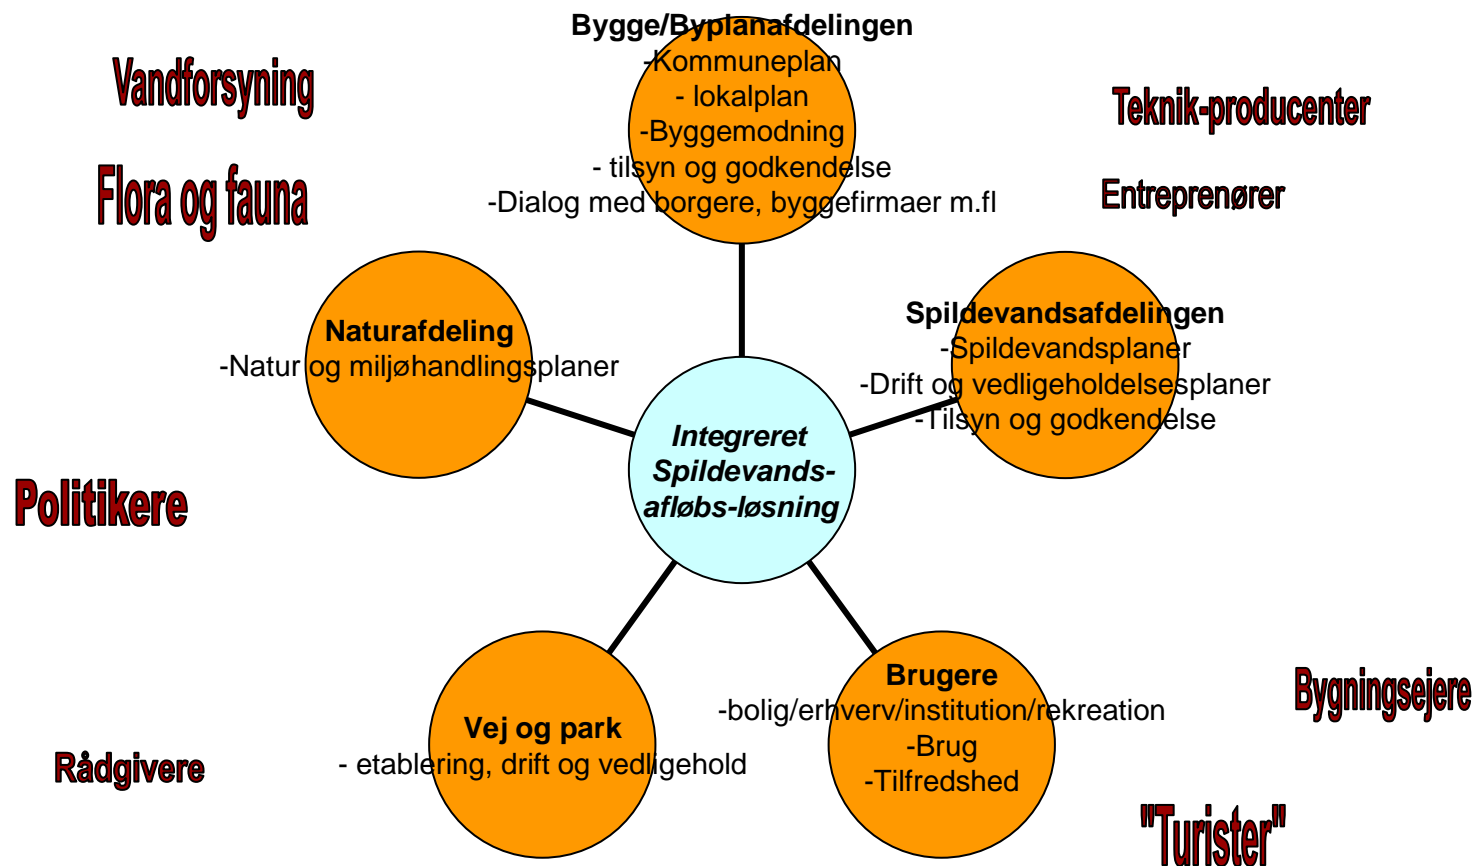 Bygge/Byplanafdelingen
-Kommuneplan
- lokalplan
-Byggemodning
- tilsyn og godkendelse
-Dialog med borgere, byggefirmaer m.fl
Vandforsyning
Flora og fauna
Teknik-producenter
Entreprenører
Naturafdeling
-Natur og miljøhandlingsplaner
Spildevandsafdelingen
-Spildevandsplaner
-Drift og vedligeholdelsesplaner
-Tilsyn og godkendelse
Integreret
Spildevands-
afløbs-løsning
Politikere
Vej og park
- etablering, drift og vedligehold
Brugere
-bolig/erhverv/institution/rekreation
-Brug
-Tilfredshed
Bygningsejere
Rådgivere
"Turister"